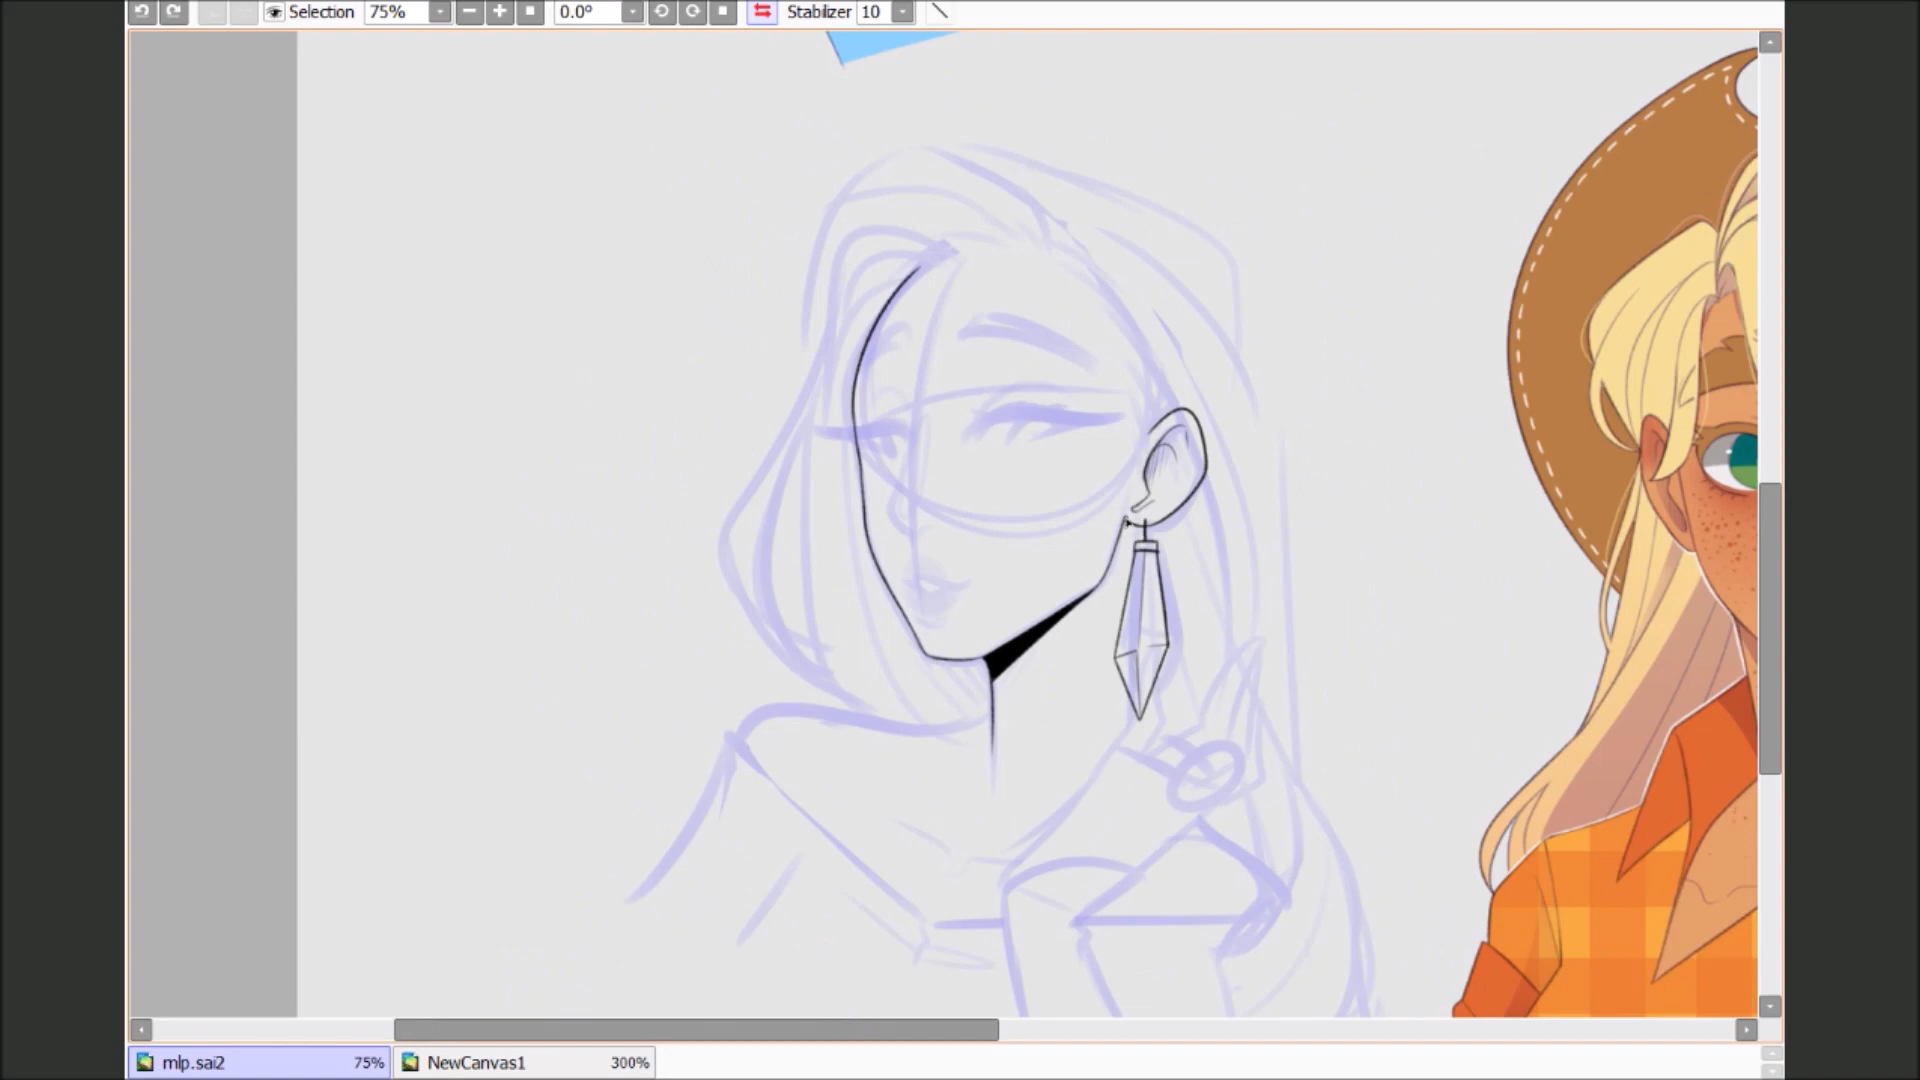 Selection 75% 0.0° Stabilizer 10
mlp.sai2 75% NewCanvas1 300%